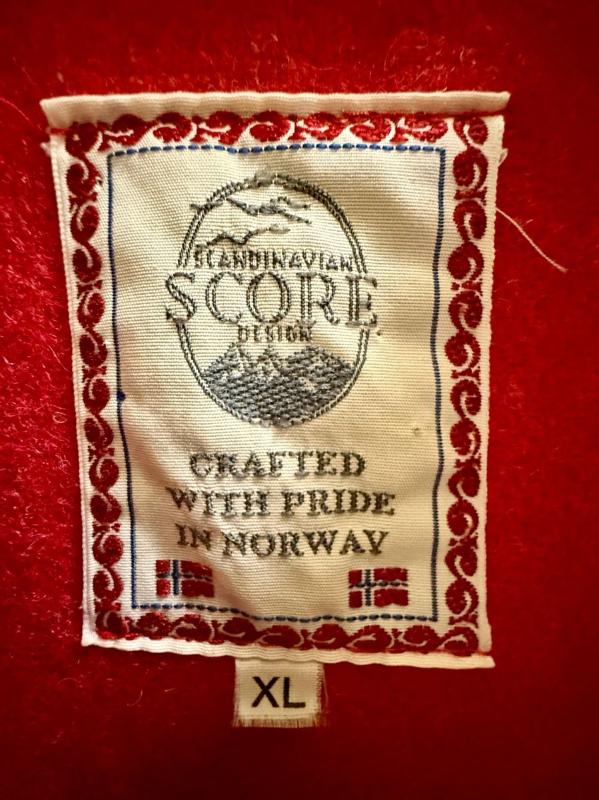 SCANDINAVIAN
SCORE
DESIGN
CRAFTED
WITH PRIDE
IN NORWAY
XL